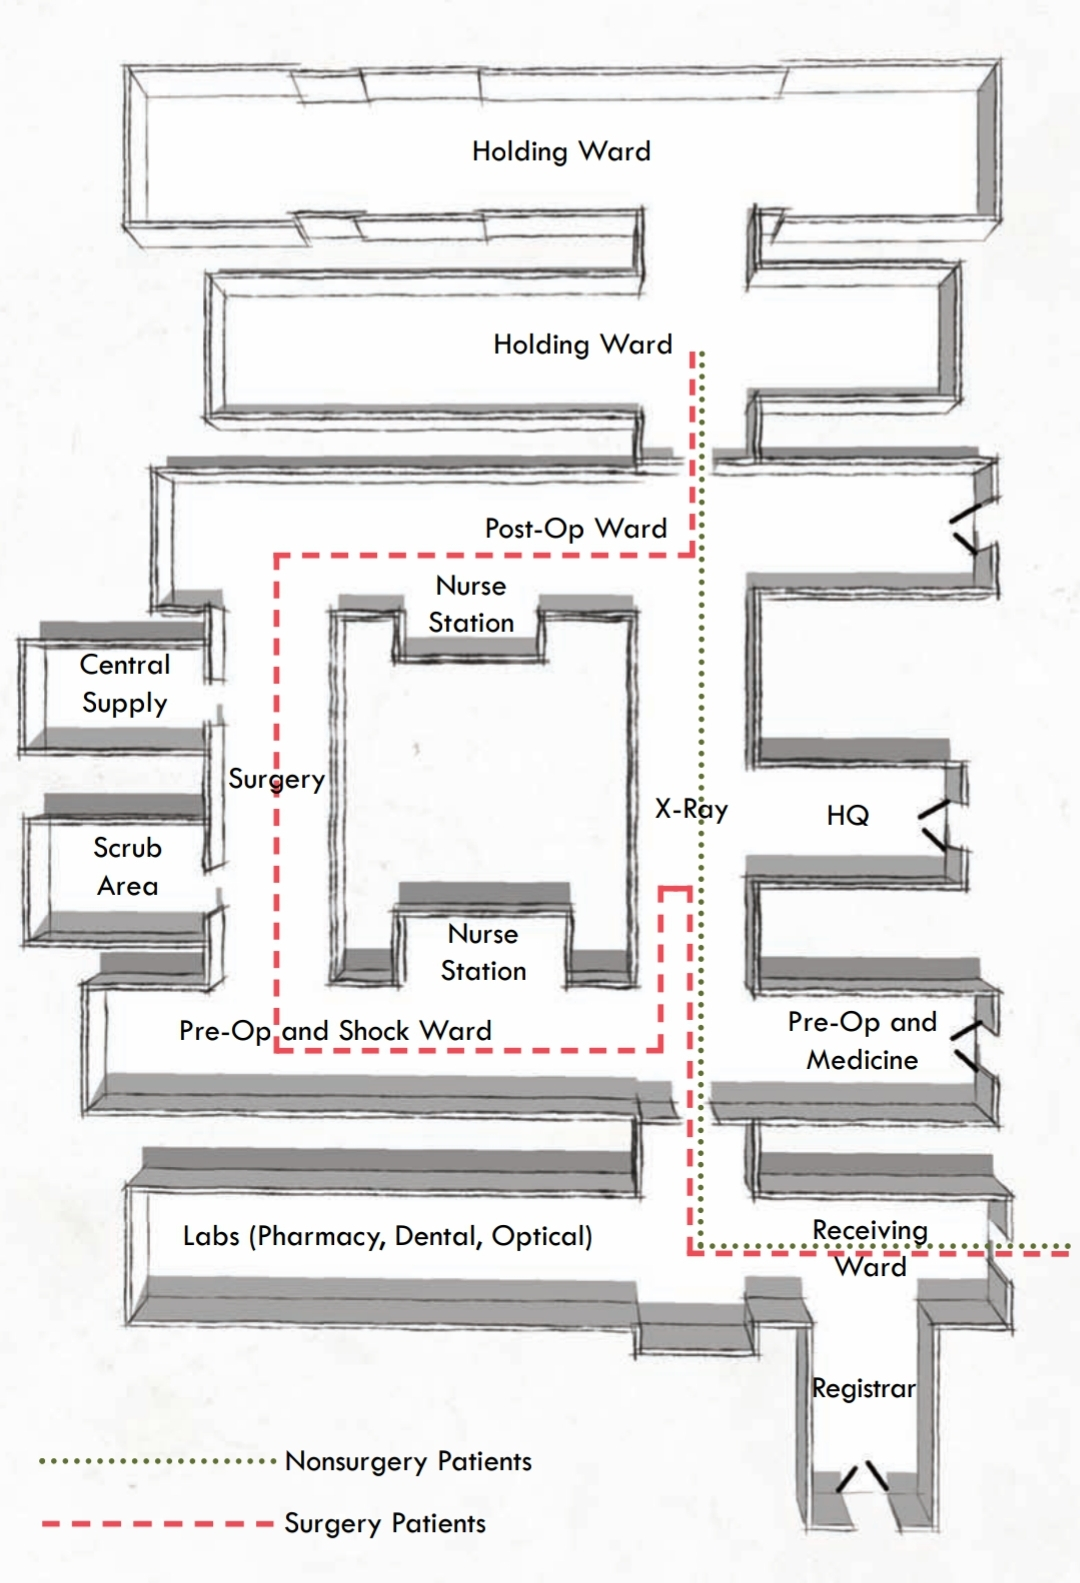 Holding Ward
Holding Ward
Post-Op Ward
Nurse
Station
Central
Supply
Surgery
X-Ray
HQ
Scrub
Area
Nurse
Station
Pre-Op and Shock Ward
Pre-Op and
Medicine
Labs (Pharmacy, Dental, Optical)
Receiving
Ward
Registrar
Nonsurgery Patients
Surgery Patients